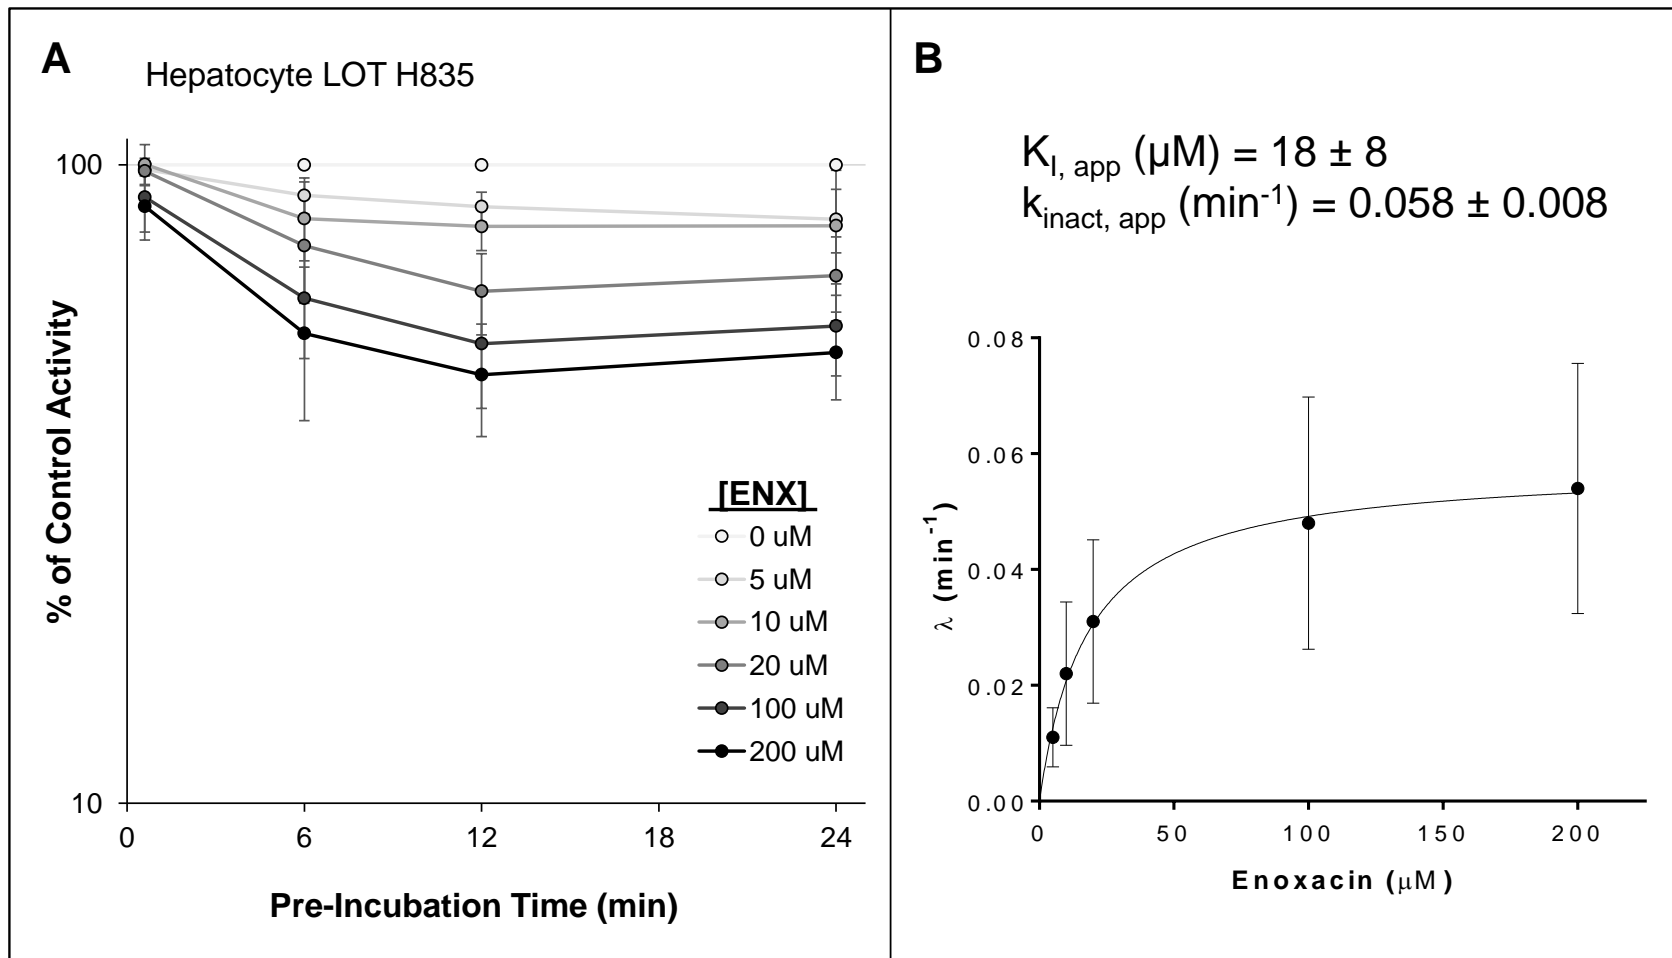 A
Hepatocyte LOT H835
100
10
0
6
12
18
24
% of Control Activity
Pre-Incubation Time (min)
[ENX]
0 uM
5 uM
10 uM
20 uM
100 uM
200 uM
B
K_I, app (µM) = 18 ± 8
k_inact, app (min⁻¹) = 0.058 ± 0.008
0.08
0.06
0.04
0.02
0.00
0
50
100
150
200
λ (min⁻¹)
Enoxacin (µM)